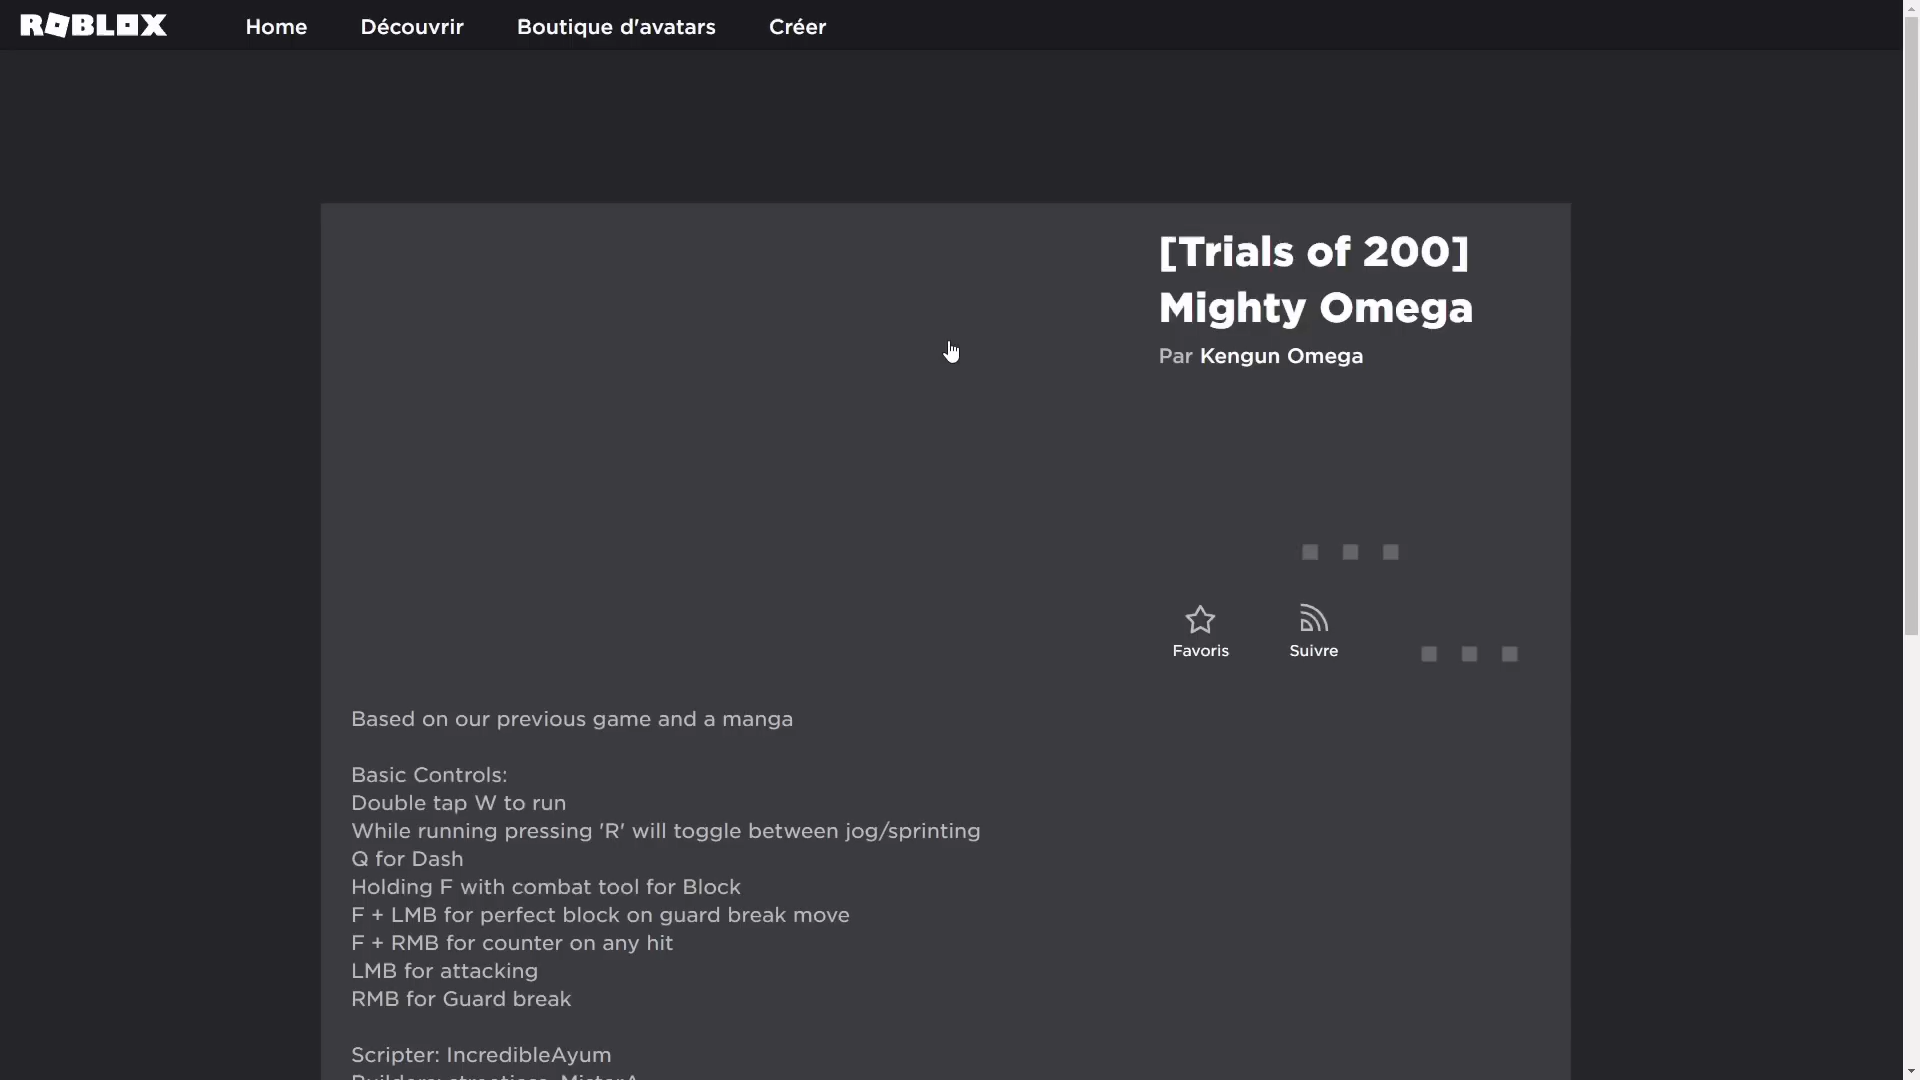 ROBLOX Home Découvrir Boutique d'avatars Créer
[Trials of 200]
Mighty Omega
Par Kengun Omega
Favoris Suivre
Based on our previous game and a manga
Basic Controls:
Double tap W to run
While running pressing 'R' will toggle between jog/sprinting
Q for Dash
Holding F with combat tool for Block
F + LMB for perfect block on guard break move
F + RMB for counter on any hit
LMB for attacking
RMB for Guard break
Scripter: IncredibleAyum